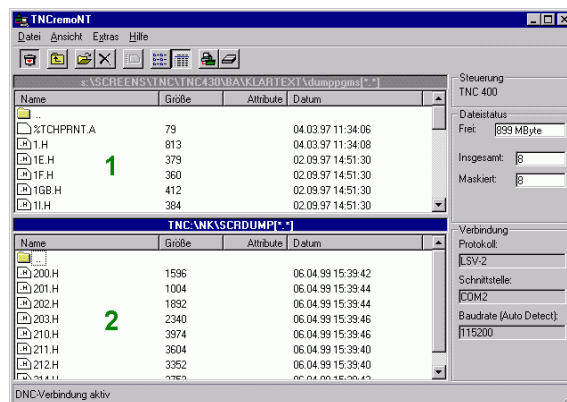 TNCremoNT
Datei Ansicht Extras Hilfe
s:\SCREENS\TNC\TNC430\BA\KLARTEXT\dumppgms[*.*]
Name Größe Attribute Datum
..
%TCHPRNT.A 79 04.03.97 11:34:06
.H 1.H 813 04.03.97 11:34:08
.H 1E.H 379 02.09.97 14:51:30
.H 1F.H 360 02.09.97 14:51:30
.H 1GB.H 412 02.09.97 14:51:30
.H 1I.H 384 02.09.97 14:51:30
1
TNC:\NK\SCRDUMP[*.*]
Name Größe Attribute Datum
..
.H 200.H 1596 06.04.99 15:39:42
.H 201.H 1004 06.04.99 15:39:44
.H 202.H 1892 06.04.99 15:39:44
.H 203.H 2340 06.04.99 15:39:46
.H 210.H 3974 06.04.99 15:39:46
.H 211.H 3604 06.04.99 15:39:40
.H 212.H 3352 06.04.99 15:39:40
2
Steuerung
TNC 400
Dateistatus
Frei: 899 MByte
Insgesamt: 8
Maskiert: 8
Verbindung
Protokoll:
LSV-2
Schnittstelle:
COM2
Baudrate (Auto Detect):
115200
DNC-Verbindung aktiv